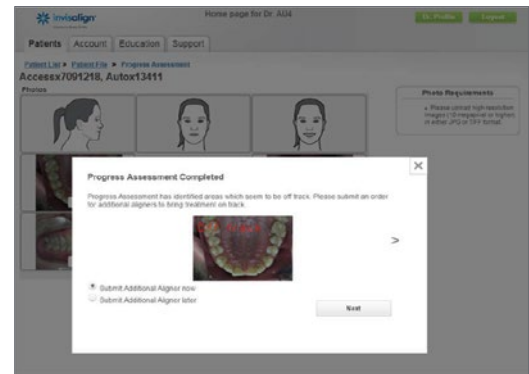 invisalign
Home page for Dr. A04
Dr. Profile
Logout
Patients
Account
Education
Support
Patient List > Patient File > Progress Assessment
Accessx7091218, Autox13411
Photos
Photo Requirements
Please upload high-resolution
images (10 megapixel or higher)
in either JPG or TIFF format.
Progress Assessment Completed
Progress Assessment has identified areas which seem to be off track. Please submit an order
for additional aligners to bring treatment on track.
>
Submit Additional Aligner now
Submit Additional Aligner later
Next